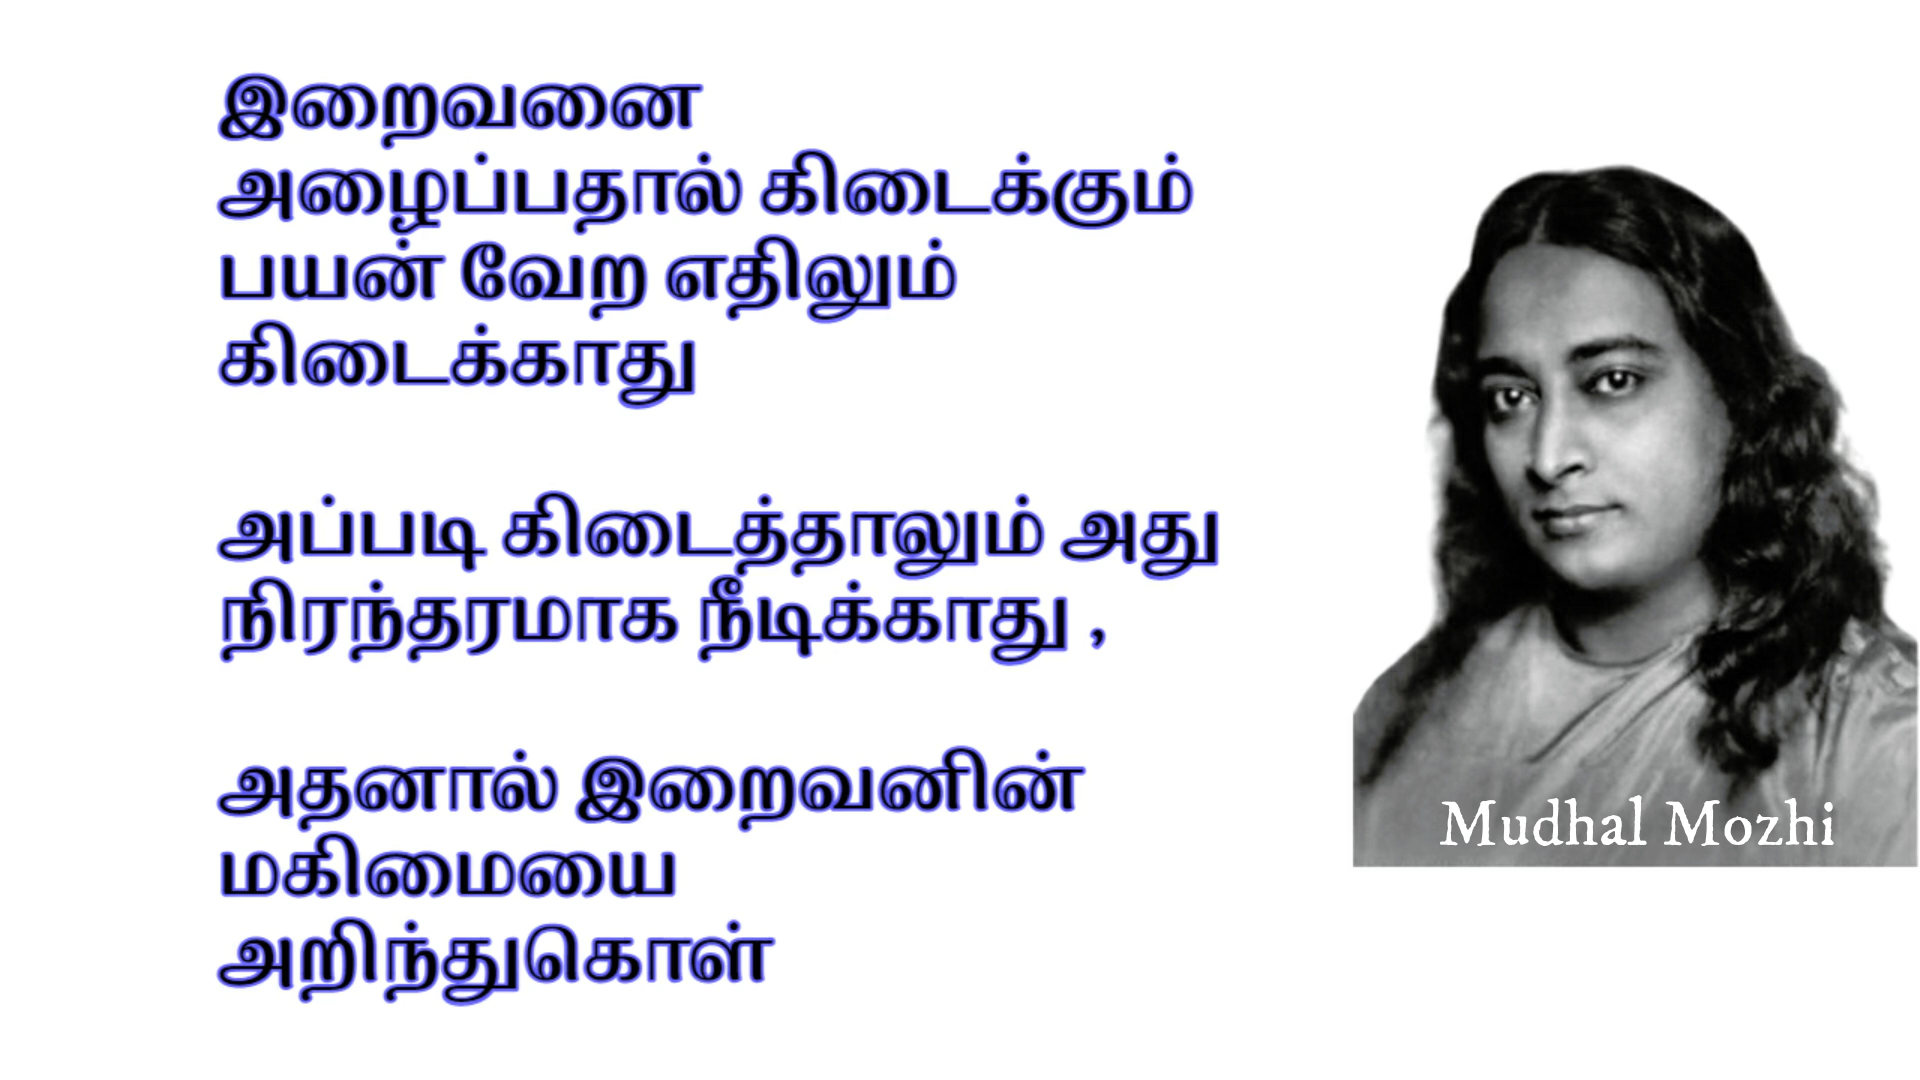 இறைவனை
அழைப்பதால் கிடைக்கும்
பயன் வேற எதிலும்
கிடைக்காது
அப்படி கிடைத்தாலும் அது
நிரந்தரமாக நீடிக்காது ,
அதனால் இறைவனின்
மகிமையை
அறிந்துகொள்
Mudhal Mozhi